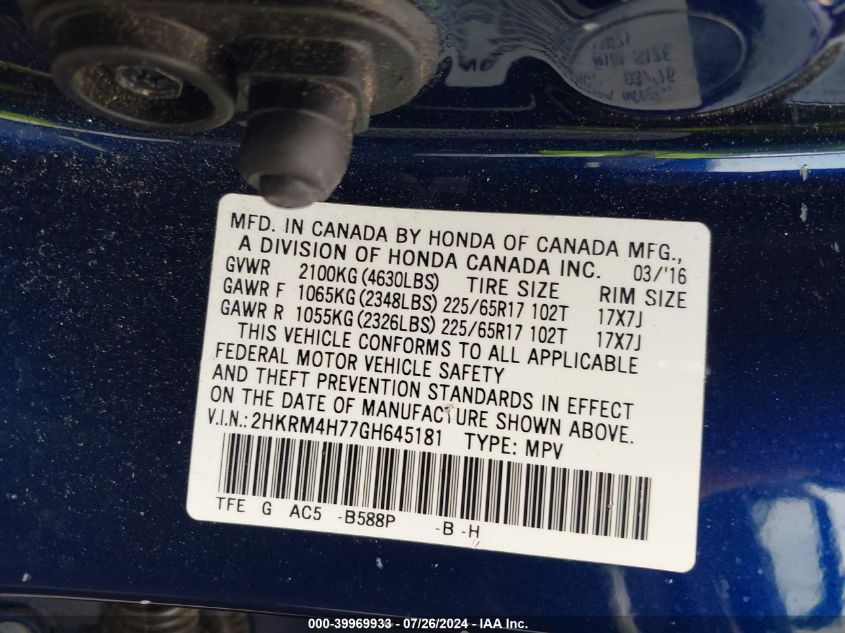 MFD. IN CANADA BY HONDA OF CANADA MFG.,
A DIVISION OF HONDA CANADA INC. 03/'16
GVWR 2100KG (4630LBS) TIRE SIZE RIM SIZE
GAWR F 1065KG (2348LBS) 225/65R17 102T 17X7J
GAWR R 1055KG (2326LBS) 225/65R17 102T 17X7J
THIS VEHICLE CONFORMS TO ALL APPLICABLE
FEDERAL MOTOR VEHICLE SAFETY
AND THEFT PREVENTION STANDARDS IN EFFECT
ON THE DATE OF MANUFACTURE SHOWN ABOVE.
V.I.N.: 2HKRM4H77GH645181 TYPE: MPV
TFE G AC5 -B588P -B -H
000-39969933 - 07/26/2024 - IAA Inc.